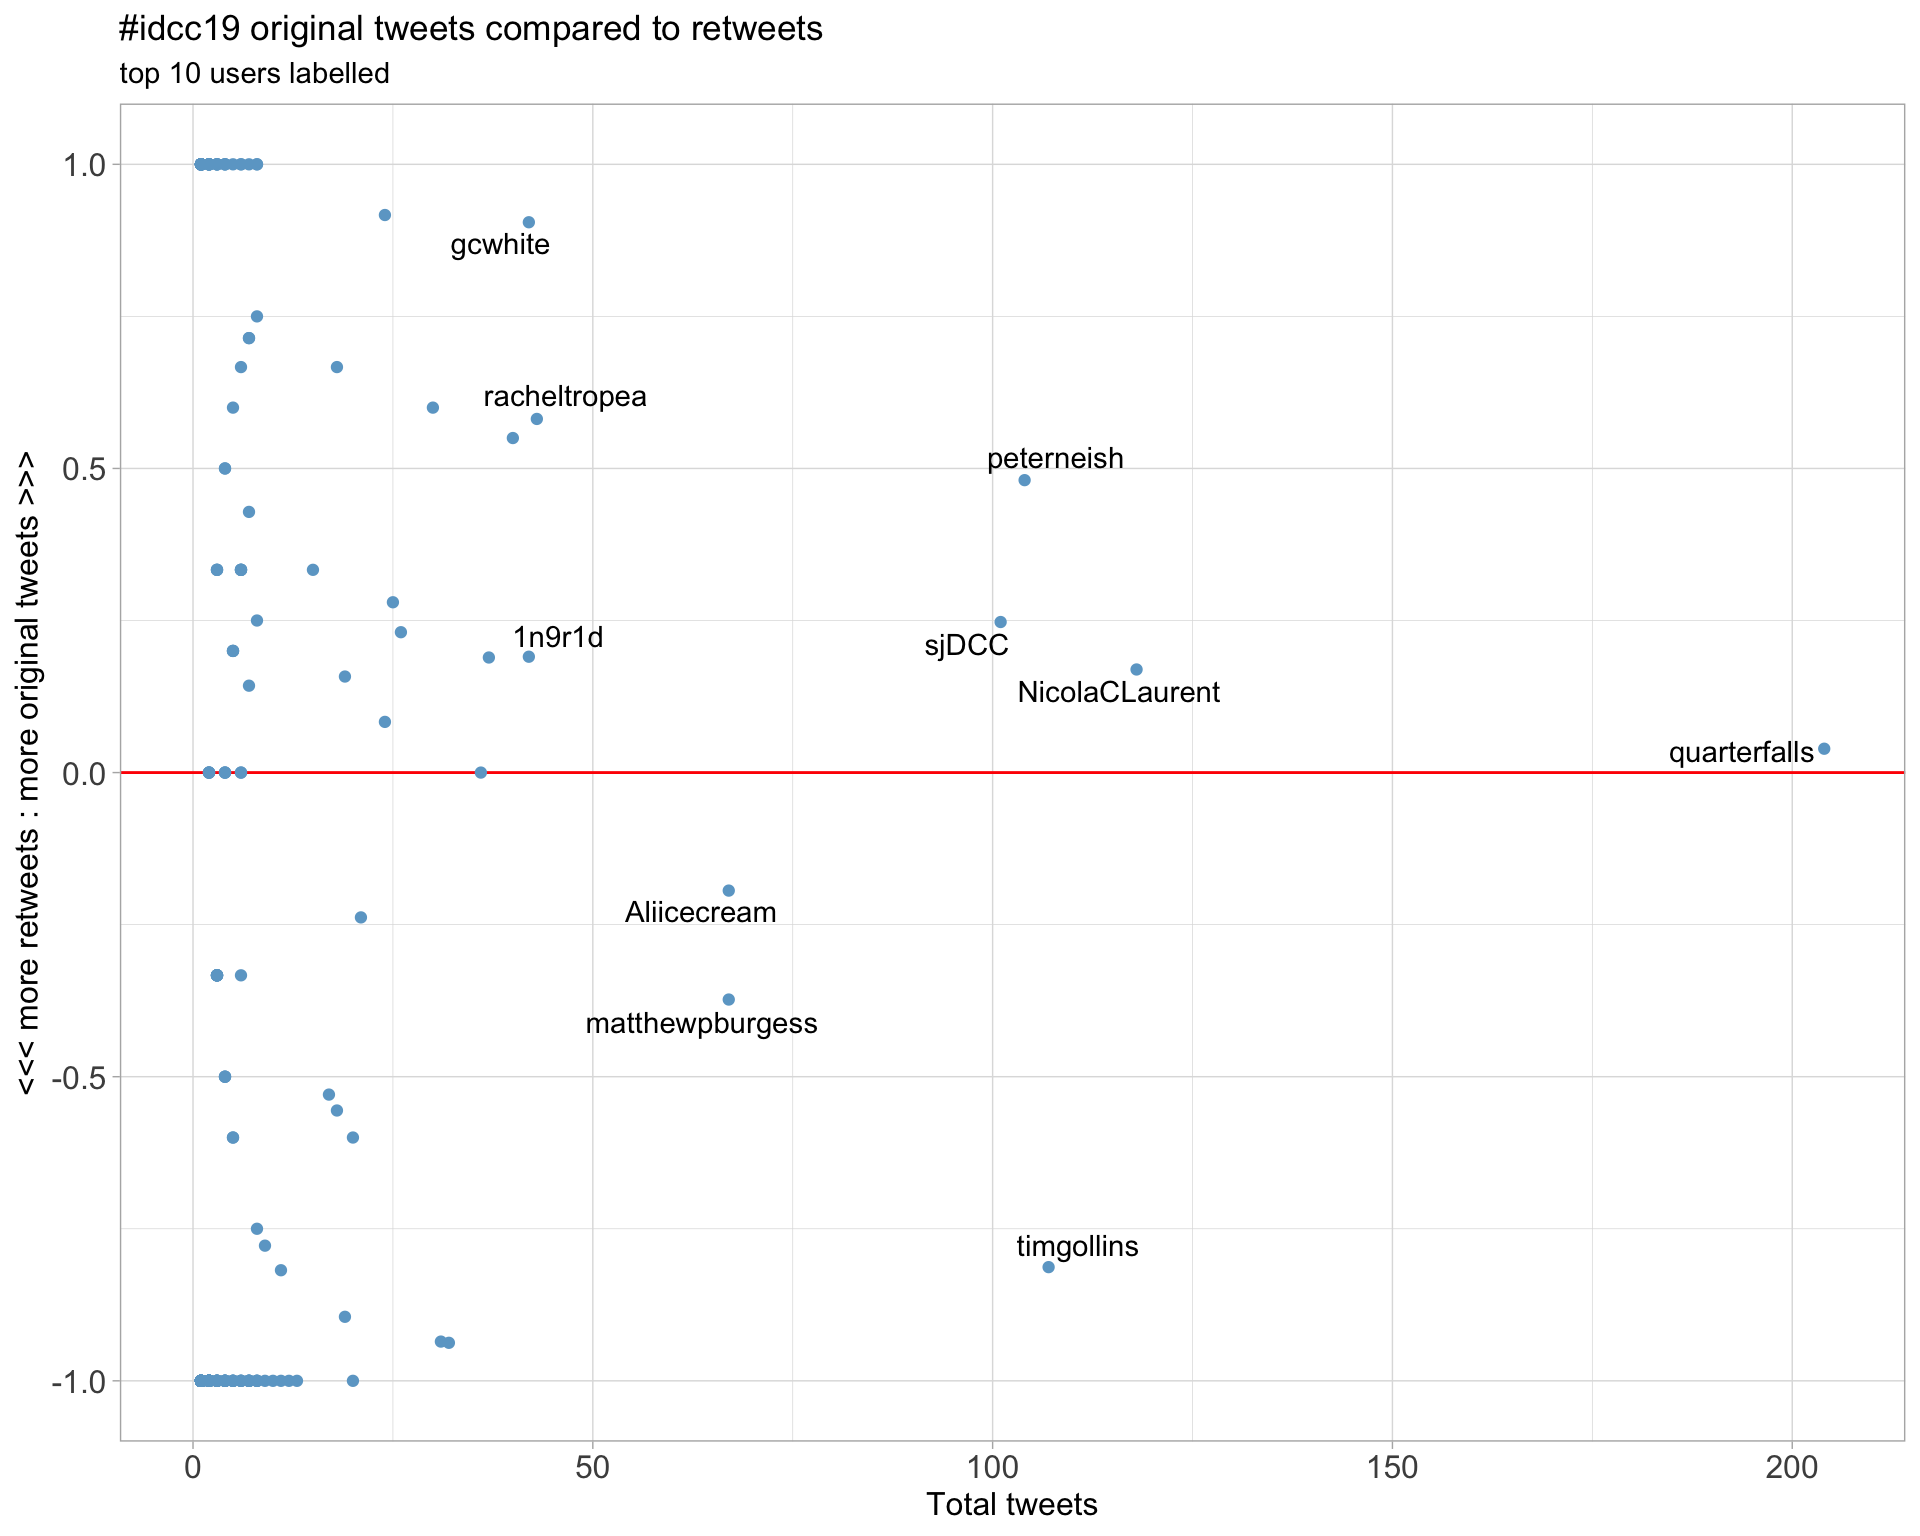 #idcc19 original tweets compared to retweets
top 10 users labelled
<<< more retweets : more original tweets >>>
1.0
0.5
0.0
-0.5
-1.0
gcwhite
racheltropea
peterneish
1n9r1d
sjDCC
NicolaCLaurent
quarterfalls
Aliicecream
matthewpburgess
timgollins
0
50
100
150
200
Total tweets